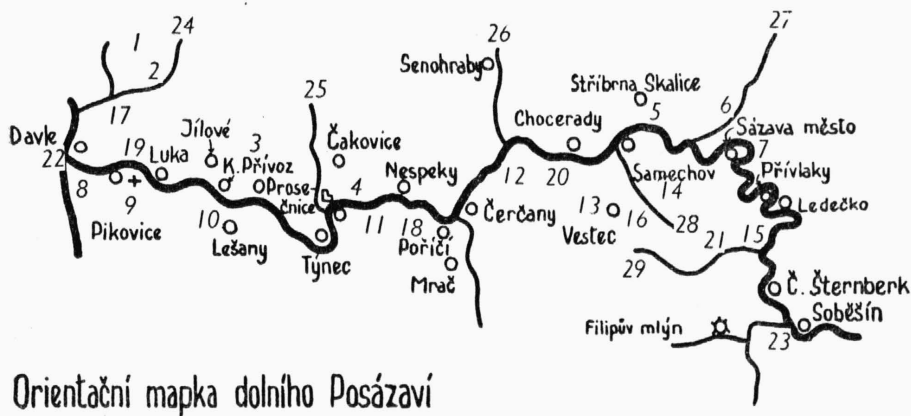 27
1
24
26
Senohraby
Stříbrna Skalice
2
25
Chocerady
5
6
17
Jílové
Čakovice
Sázava město
Davle
19
Luka
3
7
K. Přívoz
Nespeky
Přívlaky
22
Prose-
čnice
4
12
20
Samechov
14
8
9
Ledečko
10
11
18
Čerčany
13
16
Pikovice
Lešany
Poříčí
Vestec
28
21
15
Týnec
29
Mrač
Č. Šternberk
Soběšín
Filipův mlýn
23
Orientační mapka dolního Posázaví